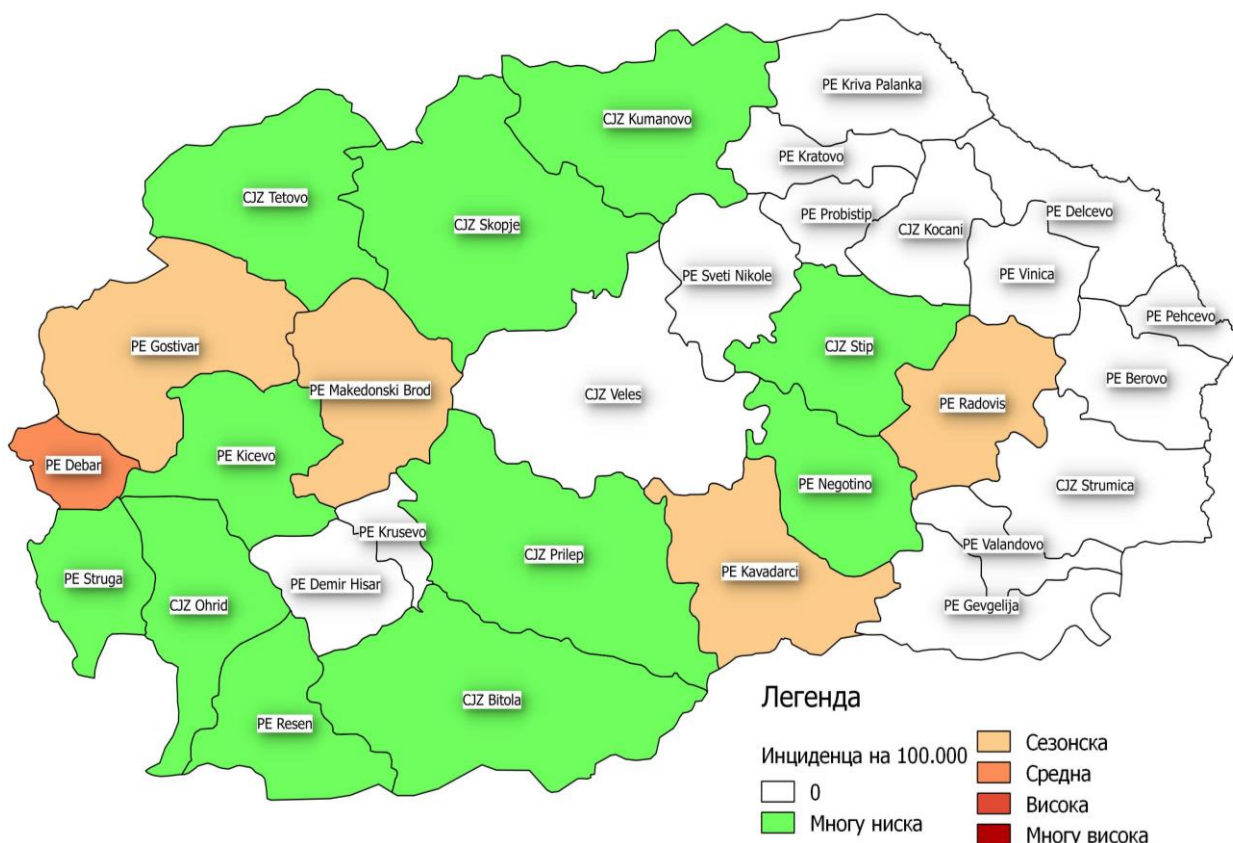 PE Kriva Palanka
CJZ Kumanovo
PE Kratovo
CJZ Tetovo
PE Probistip
PE Delcevo
CJZ Skopje
CJZ Kocani
PE Sveti Nikole
PE Vinica
PE Pehcevo
PE Gostivar
CJZ Stip
PE Berovo
PE Makedonski Brod
CJZ Veles
PE Radovis
PE Debar
PE Kicevo
PE Negotino
CJZ Strumica
PE Krusevo
PE Valandovo
CJZ Prilep
PE Kavadarci
PE Struga
PE Demir Hisar
CJZ Ohrid
PE Gevgelija
CJZ Bitola
PE Resen
Легенда
Инциденца на 100.000
0
Многу ниска
Сезонска
Средна
Висока
Многу висока